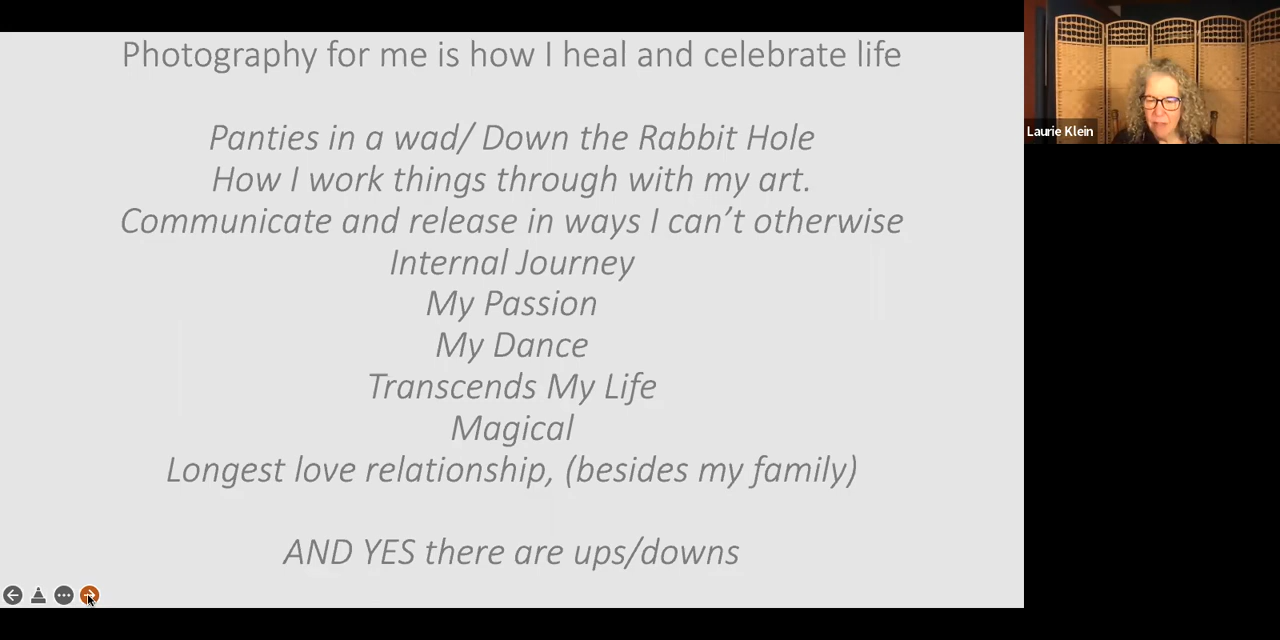 Photography for me is how I heal and celebrate life
Panties in a wad/ Down the Rabbit Hole
How I work things through with my art.
Communicate and release in ways I can’t otherwise
Internal Journey
My Passion
My Dance
Transcends My Life
Magical
Longest love relationship, (besides my family)
AND YES there are ups/downs
Laurie Klein